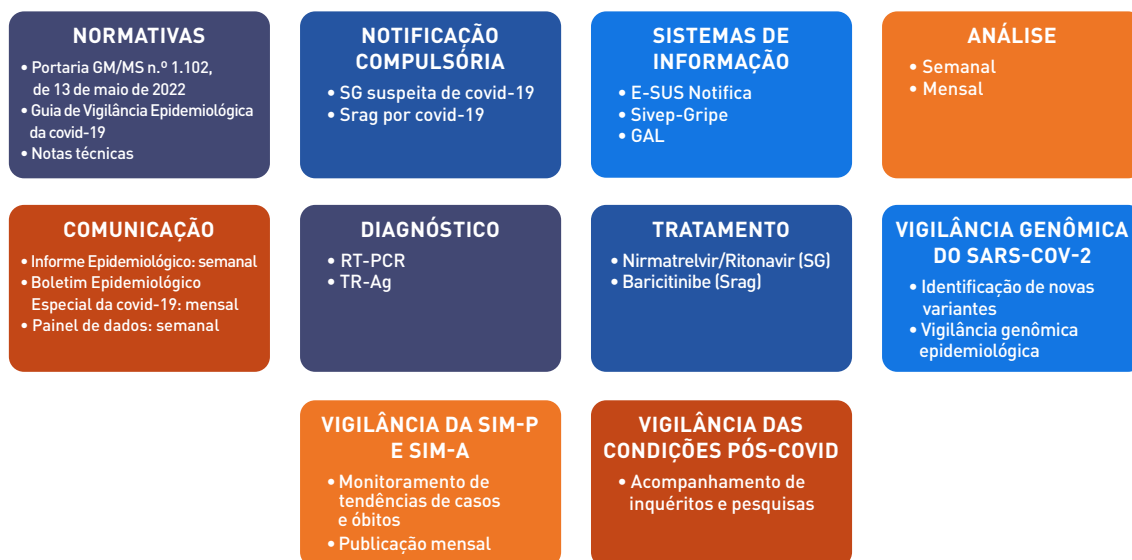 NORMATIVAS
• Portaria GM/MS n.º 1.102,
de 13 de maio de 2022
• Guia de Vigilância Epidemiológica
da covid-19
• Notas técnicas
NOTIFICAÇÃO
COMPULSÓRIA
• SG suspeita de covid-19
• Srag por covid-19
SISTEMAS DE
INFORMAÇÃO
• E-SUS Notifica
• Sivep-Gripe
• GAL
ANÁLISE
• Semanal
• Mensal
COMUNICAÇÃO
• Informe Epidemiológico: semanal
• Boletim Epidemiológico
Especial da covid-19: mensal
• Painel de dados: semanal
DIAGNÓSTICO
• RT-PCR
• TR-Ag
TRATAMENTO
• Nirmatrelvir/Ritonavir (SG)
• Baricitinibe (Srag)
VIGILÂNCIA GENÔMICA
DO SARS-COV-2
• Identificação de novas
variantes
• Vigilância genômica
epidemiológica
VIGILÂNCIA DA SIM-P
E SIM-A
• Monitoramento de
tendências de casos
e óbitos
• Publicação mensal
VIGILÂNCIA DAS
CONDIÇÕES PÓS-COVID
• Acompanhamento de
inquéritos e pesquisas